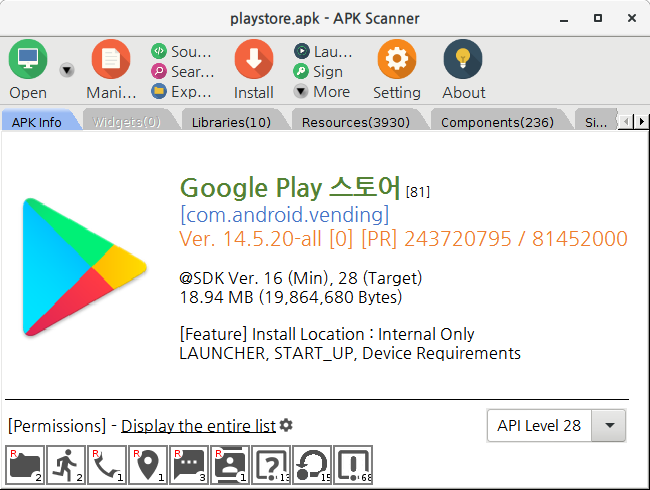 playstore.apk - APK Scanner
Open
Mani...
Sou...
Sear...
Exp...
Install
Lau...
Sign
More
Setting
About
APK Info
Widgets(0)
Libraries(10)
Resources(3930)
Components(236)
Si...
Google Play 스토어 [81]
[com.android.vending]
Ver. 14.5.20-all [0] [PR] 243720795 / 81452000
@SDK Ver. 16 (Min), 28 (Target)
18.94 MB (19,864,680 Bytes)
[Feature] Install Location : Internal Only
LAUNCHER, START_UP, Device Requirements
[Permissions] - Display the entire list
API Level 28
R 2
2
R 1
R 1
R 3
R 1
13
15
68